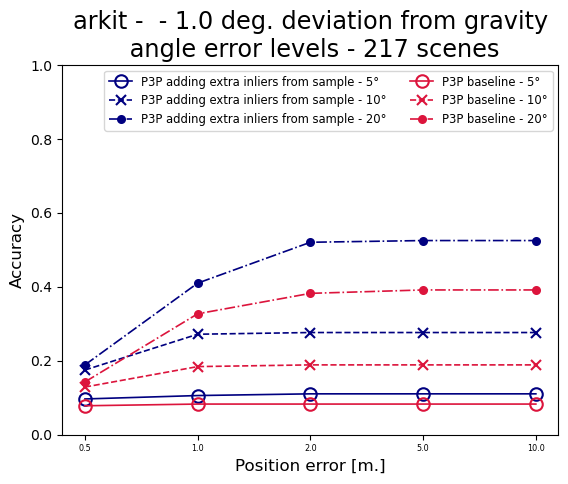 arkit -  - 1.0 deg. deviation from gravity
angle error levels - 217 scenes
P3P adding extra inliers from sample - 5°
P3P adding extra inliers from sample - 10°
P3P adding extra inliers from sample - 20°
P3P baseline - 5°
P3P baseline - 10°
P3P baseline - 20°
Accuracy
1.0
0.8
0.6
0.4
0.2
0.0
0.5 1.0 2.0 5.0 10.0
Position error [m.]